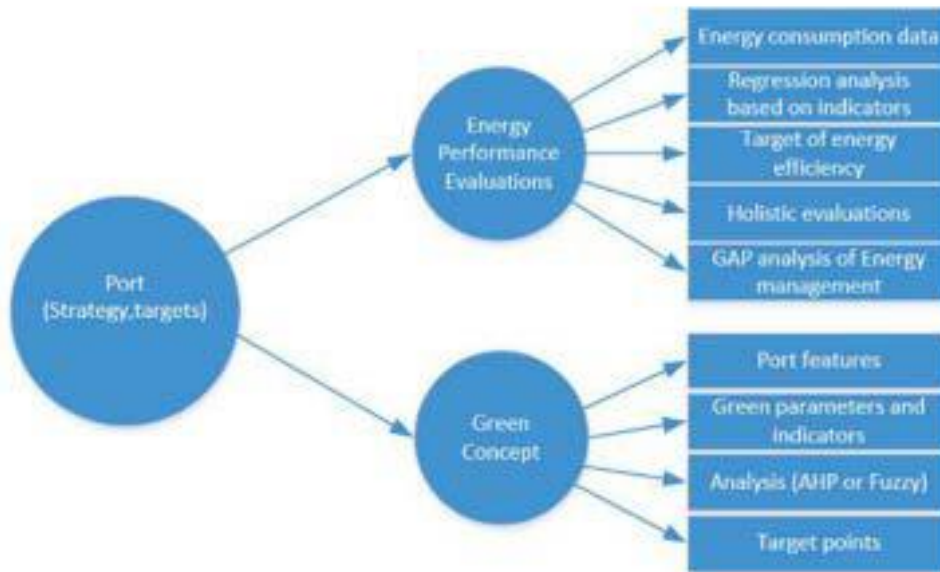 Port
(Strategy,targets)
Energy
Performance
Evaluations
Energy consumption data
Regression analysis
based on indicators
Target of energy
efficiency
Holistic evaluations
GAP analysis of Energy
management
Green
Concept
Port features
Green parameters and
indicators
Analysis (AHP or Fuzzy)
Target points